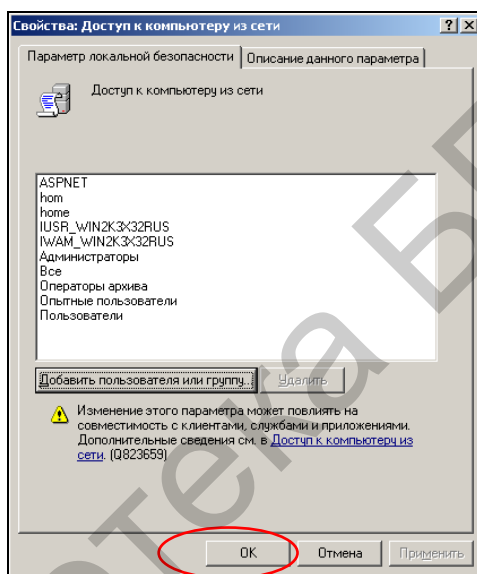 Свойства: Доступ к компьютеру из сети
Параметр локальной безопасности Описание данного параметра
Доступ к компьютеру из сети
ASPNET
hom
home
IUSR_WIN2K3X32RUS
IWAM_WIN2K3X32RUS
Администраторы
Все
Операторы архива
Опытные пользователи
Пользователи
Добавить пользователя или группу... Удалить
Изменение этого параметра может повлиять на
совместимость с клиентами, службами и приложениями.
Дополнительные сведения см. в Доступ к компьютеру из
сети. (Q823659)
OK Отмена Применить